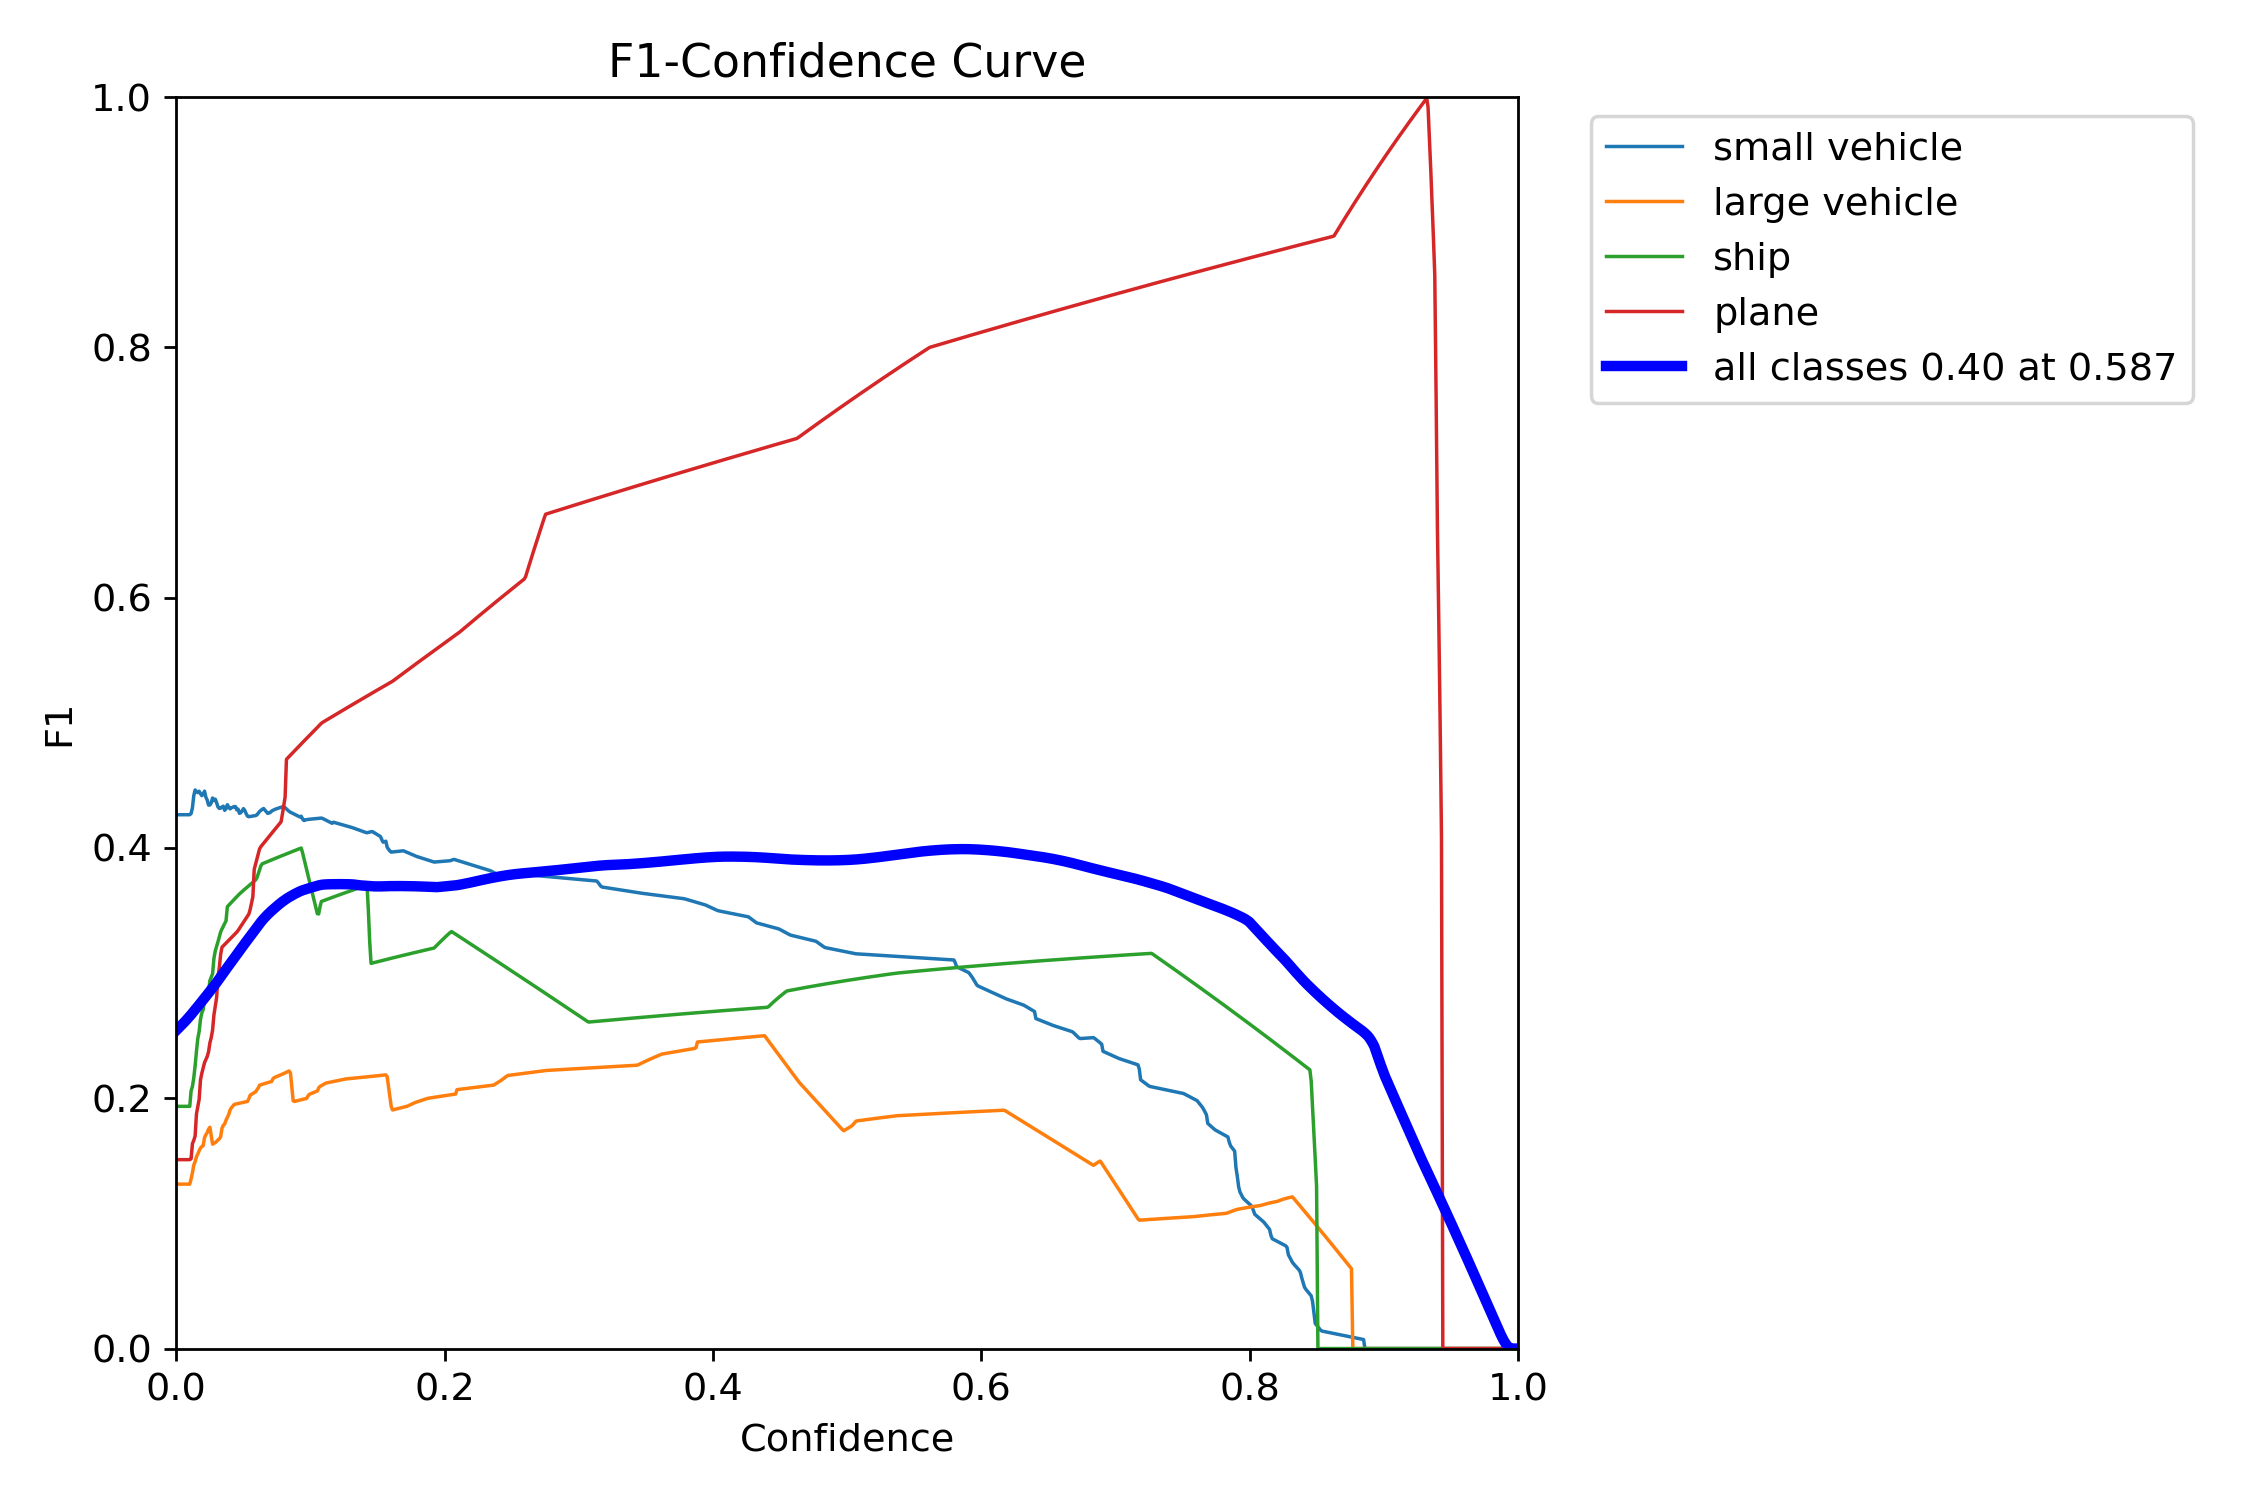 F1-Confidence Curve
1.0
0.8
0.6
0.4
0.2
0.0
F1
0.0 0.2 0.4 0.6 0.8 1.0
Confidence
small vehicle
large vehicle
ship
plane
all classes 0.40 at 0.587